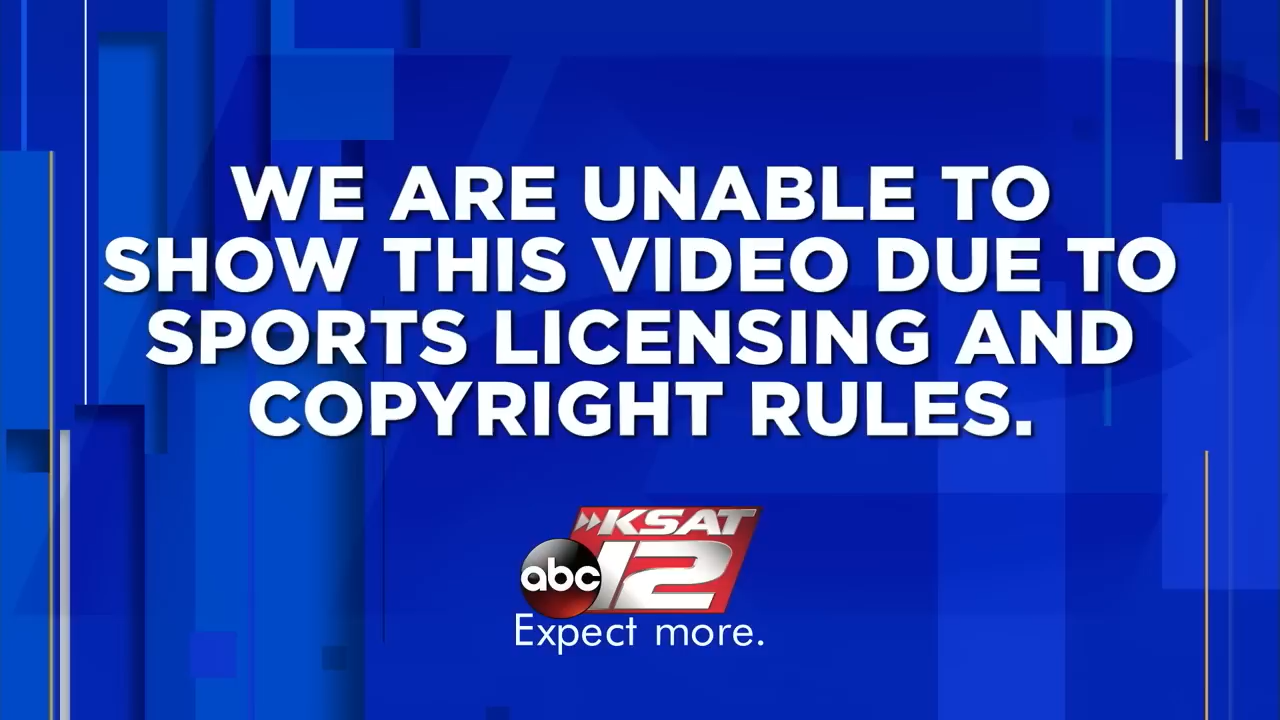 WE ARE UNABLE TO
SHOW THIS VIDEO DUE TO
SPORTS LICENSING AND
COPYRIGHT RULES.
KSAT
abc 12
Expect more.